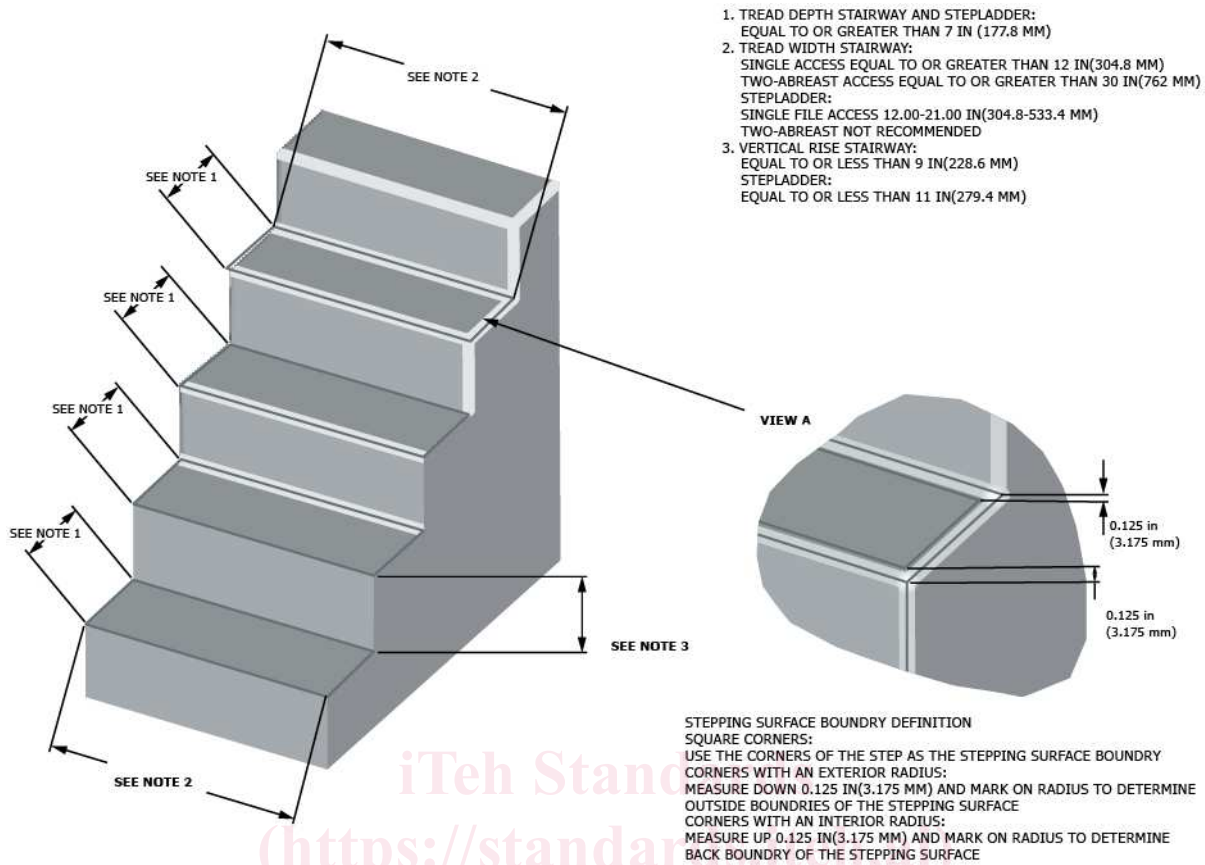 1. TREAD DEPTH STAIRWAY AND STEPLADDER:
EQUAL TO OR GREATER THAN 7 IN (177.8 MM)
2. TREAD WIDTH STAIRWAY:
SINGLE ACCESS EQUAL TO OR GREATER THAN 12 IN(304.8 MM)
TWO-ABREAST ACCESS EQUAL TO OR GREATER THAN 30 IN(762 MM)
STEPLADDER:
SINGLE FILE ACCESS 12.00-21.00 IN(304.8-533.4 MM)
TWO-ABREAST NOT RECOMMENDED
3. VERTICAL RISE STAIRWAY:
EQUAL TO OR LESS THAN 9 IN(228.6 MM)
STEPLADDER:
EQUAL TO OR LESS THAN 11 IN(279.4 MM)
SEE NOTE 2
SEE NOTE 1
SEE NOTE 1
SEE NOTE 1
SEE NOTE 1
VIEW A
0.125 in
(3.175 mm)
0.125 in
(3.175 mm)
SEE NOTE 3
SEE NOTE 2
STEPPING SURFACE BOUNDRY DEFINITION
SQUARE CORNERS:
USE THE CORNERS OF THE STEP AS THE STEPPING SURFACE BOUNDRY
CORNERS WITH AN EXTERIOR RADIUS:
MEASURE DOWN 0.125 IN(3.175 MM) AND MARK ON RADIUS TO DETERMINE
OUTSIDE BOUNDRIES OF THE STEPPING SURFACE
CORNERS WITH AN INTERIOR RADIUS:
MEASURE UP 0.125 IN(3.175 MM) AND MARK ON RADIUS TO DETERMINE
BACK BOUNDRY OF THE STEPPING SURFACE
iTeh Standards